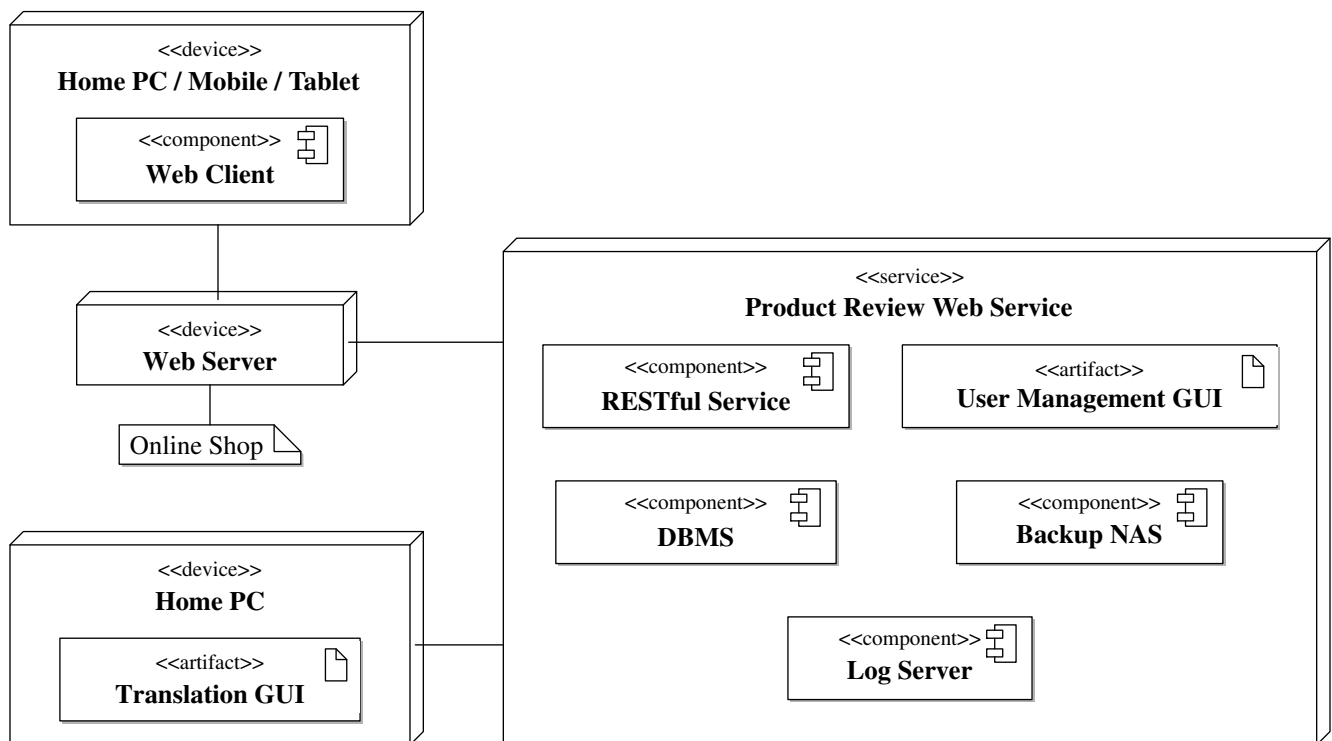 <<device>>
Home PC / Mobile / Tablet
<<component>>
Web Client
<<device>>
Web Server
Online Shop
<<service>>
Product Review Web Service
<<component>>
RESTful Service
<<artifact>>
User Management GUI
<<component>>
DBMS
<<component>>
Backup NAS
<<component>>
Log Server
<<device>>
Home PC
<<artifact>>
Translation GUI